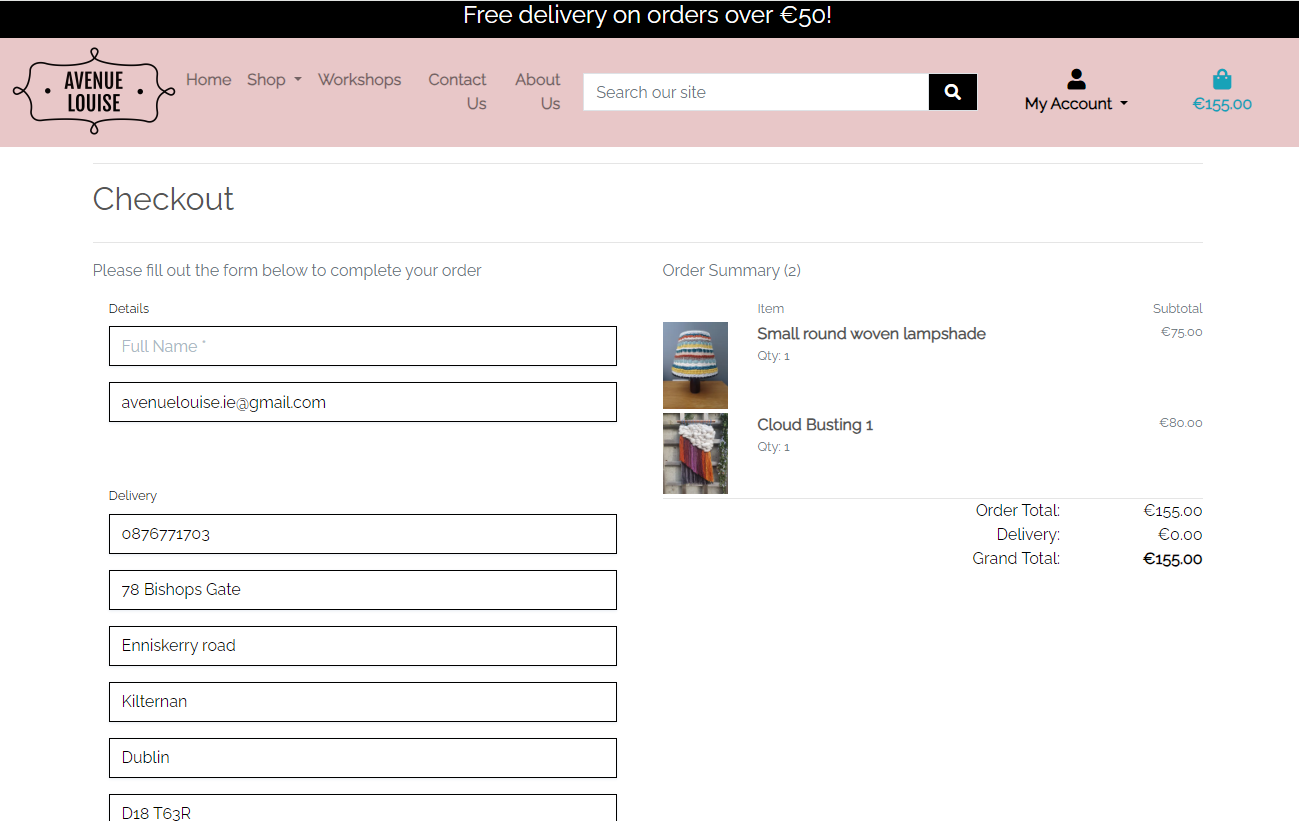 Free delivery on orders over €50!
AVENUE
LOUISE
Home
Shop
Workshops
Contact
Us
About
Us
Search our site
My Account
€155.00
Checkout
Please fill out the form below to complete your order
Details
Full Name *
avenuelouise.ie@gmail.com
Delivery
0876771703
78 Bishops Gate
Enniskerry road
Kilternan
Dublin
D18 T63R
Order Summary (2)
Item Subtotal
Small round woven lampshade €75.00
Qty: 1
Cloud Busting 1 €80.00
Qty: 1
Order Total: €155.00
Delivery: €0.00
Grand Total: €155.00